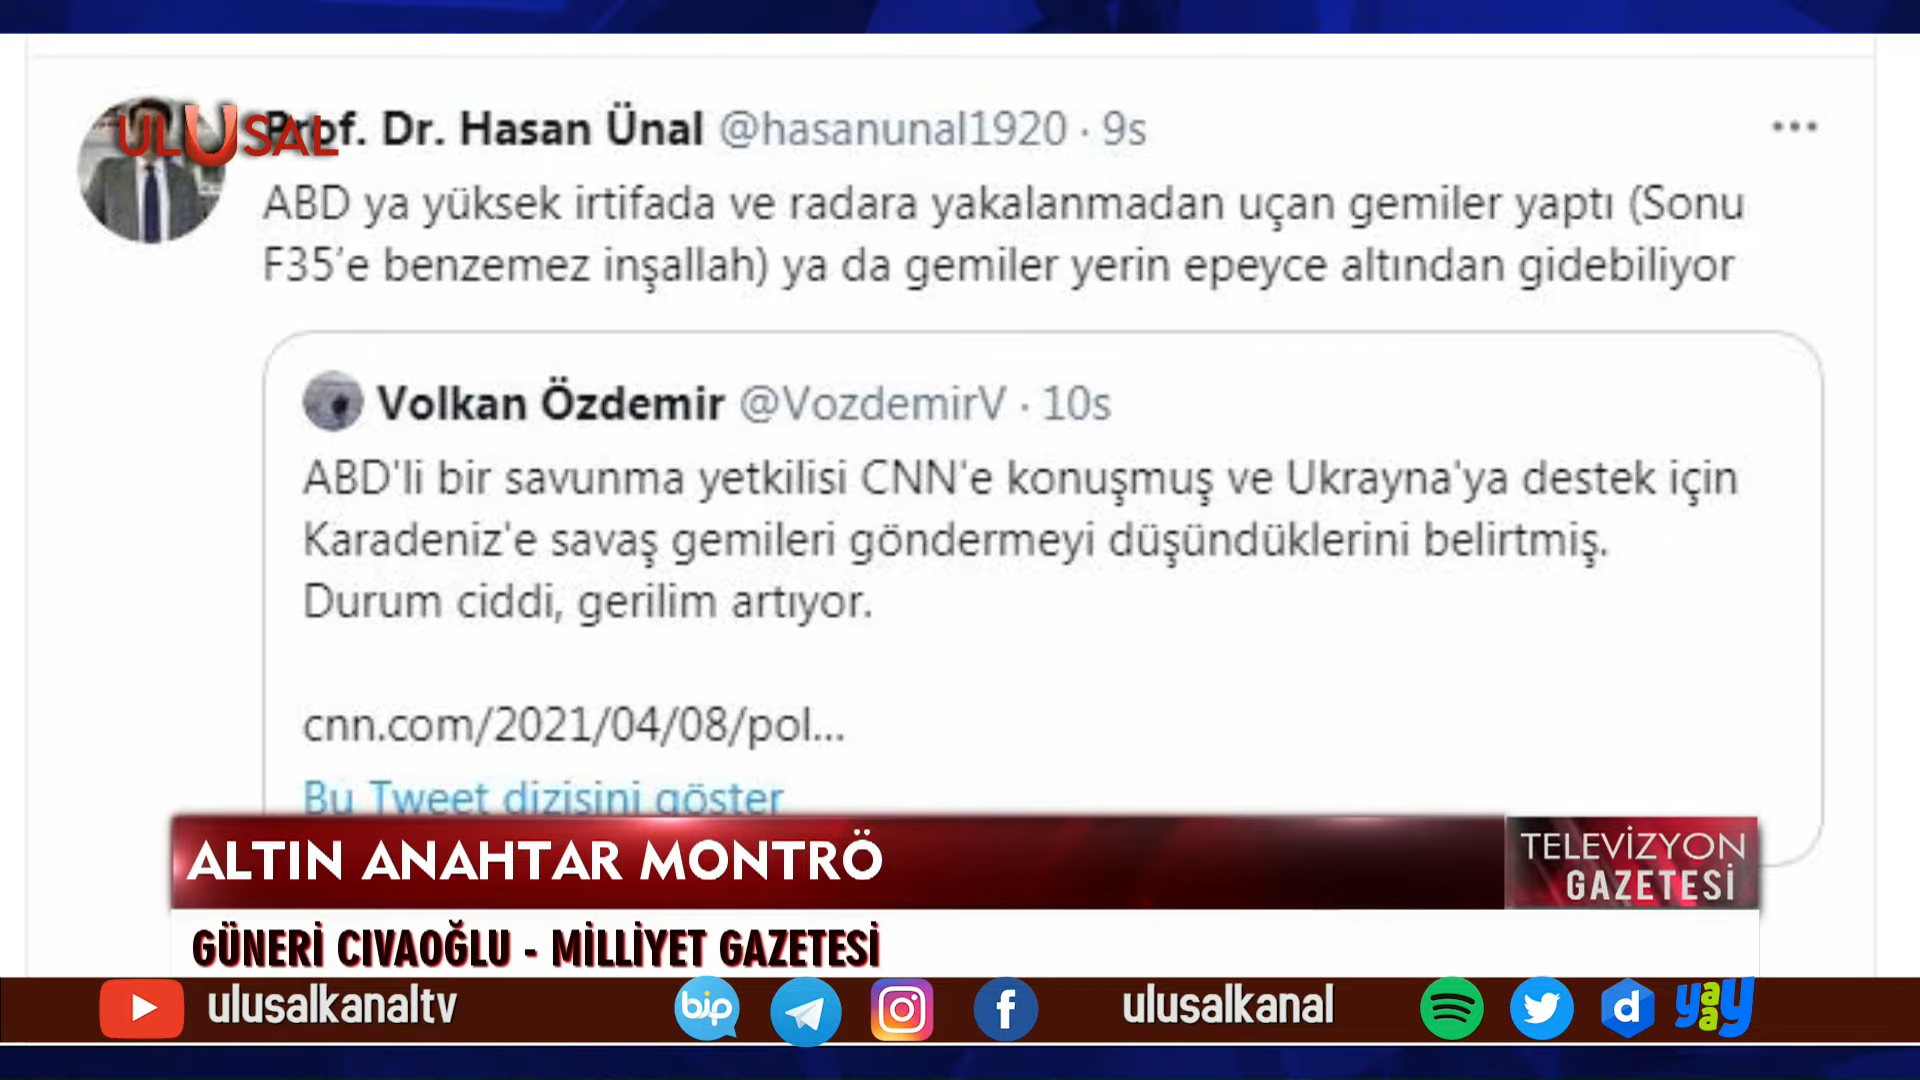 ULUSAL
Prof. Dr. Hasan Ünal @hasanunal1920 · 9s
ABD ya yüksek irtifada ve radara yakalanmadan uçan gemiler yaptı (Sonu
F35'e benzemez inşallah) ya da gemiler yerin epeyce altından gidebiliyor
Volkan Özdemir @VozdemirV · 10s
ABD'li bir savunma yetkilisi CNN'e konuşmuş ve Ukrayna'ya destek için
Karadeniz'e savaş gemileri göndermeyi düşündüklerini belirtmiş.
Durum ciddi, gerilim artıyor.
cnn.com/2021/04/08/pol...
Bu Tweet dizisini göster
ALTIN ANAHTAR MONTRÖ
TELEVİZYON
GAZETESİ
GÜNERİ CIVAOĞLU - MİLLİYET GAZETESİ
ulusalkanaltv
bip
ulusalkanal
d
yaay